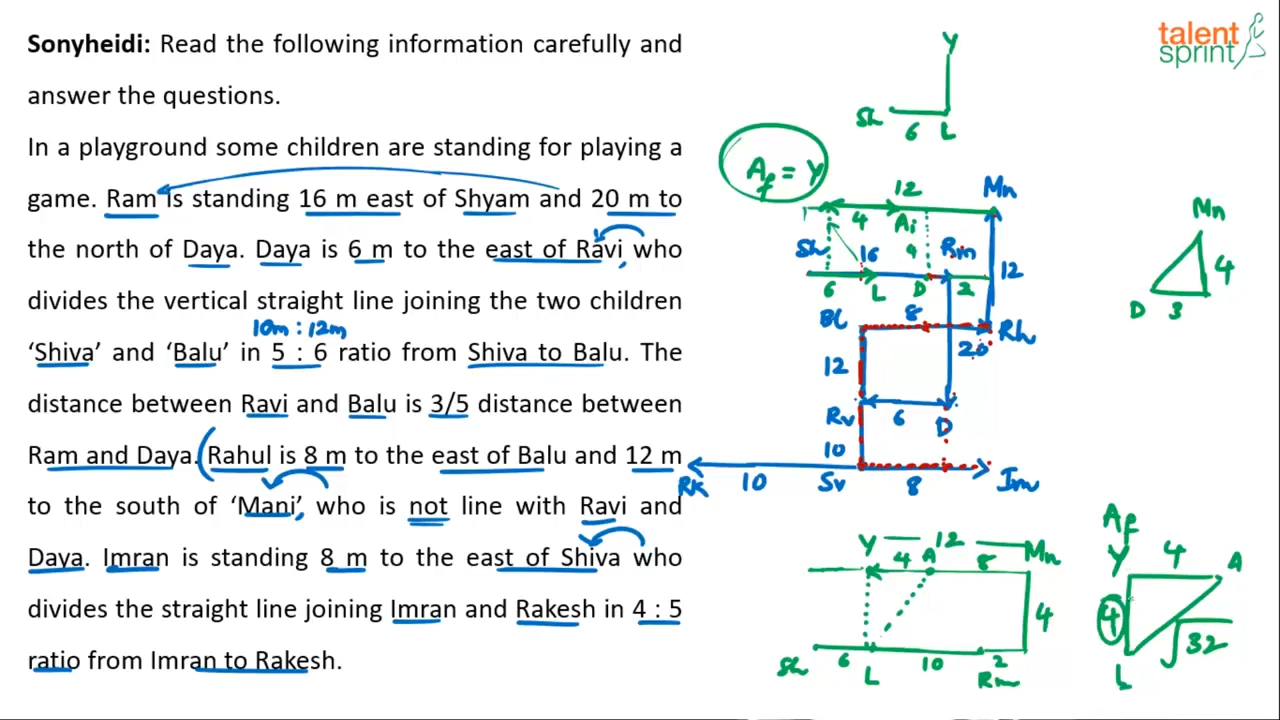 Sonyheidi: Read the following information carefully and
answer the questions.
In a playground some children are standing for playing a
game. Ram is standing 16 m east of Shyam and 20 m to
the north of Daya. Daya is 6 m to the east of Ravi, who
divides the vertical straight line joining the two children
10m : 12m
‘Shiva’ and ‘Balu’ in 5 : 6 ratio from Shiva to Balu. The
distance between Ravi and Balu is 3/5 distance between
Ram and Daya. Rahul is 8 m to the east of Balu and 12 m
to the south of ‘Mani’, who is not line with Ravi and
Daya. Imran is standing 8 m to the east of Shiva who
divides the straight line joining Imran and Rakesh in 4 : 5
ratio from Imran to Rakesh.
talent
sprint
Y
Sh 6 L
Af = Y
12 Mn
4 Ai
Sh 16 9 Rm 12
6 L D 2
Bl 8 Rh
12 20
Rv 6 D
10
Rk 10 Sv 8 Im
Mn
4
D 3
Y 12 Mn
4 A 8
4
Sh 6 L 10 2 Rm
Af
Y 4 A
4 √32
L